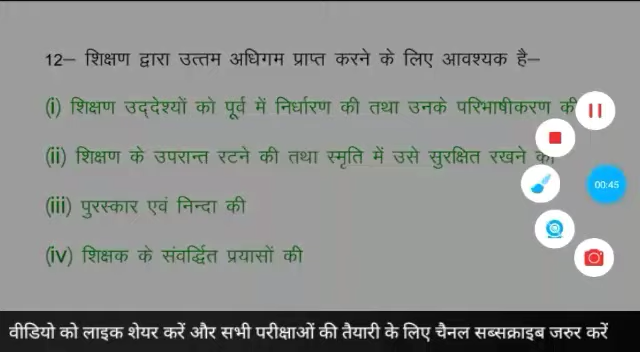 12– शिक्षण द्वारा उत्तम अधिगम प्राप्त करने के लिए आवश्यक है–
(i) शिक्षण उद्देश्यों को पूर्व में निर्धारण की तथा उनके परिभाषीकरण की
(ii) शिक्षण के उपरान्त रटने की तथा स्मृति में उसे सुरक्षित रखने की
(iii) पुरस्कार एवं निन्दा की
00:45
(iv) शिक्षक के संवर्द्धित प्रयासों की
वीडियो को लाइक शेयर करें और सभी परीक्षाओं की तैयारी के लिए चैनल सब्सक्राइब जरुर करें